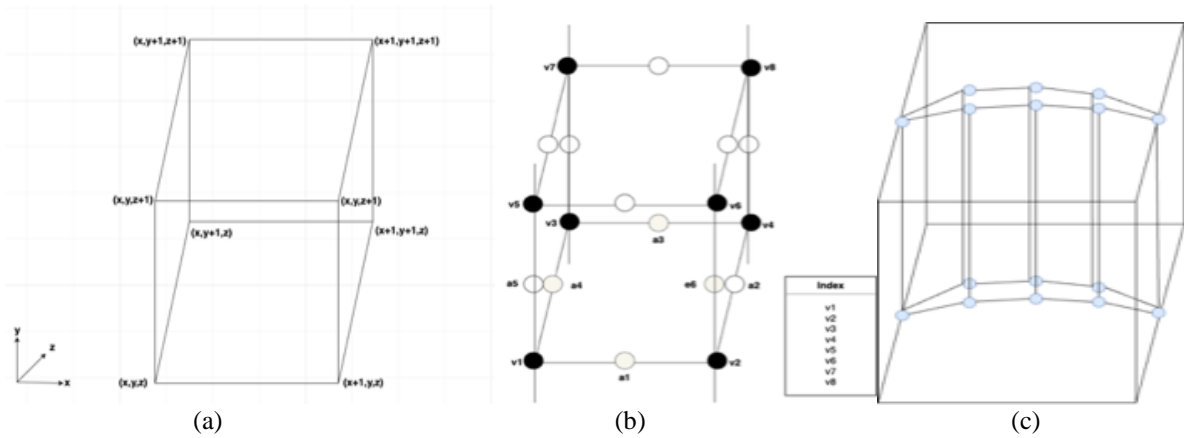 (x,y+1,z+1)
(x+1,y+1,z+1)
(x,y,z+1)
(x,y,z+1)
(x,y+1,z)
(x+1,y+1,z)
y
z
x
(x,y,z)
(x+1,y,z)
(a)
v7
v8
v5
v6
v3
v4
a3
a5
a4
e6
a2
v1
v2
a1
(b)
Index
v1
v2
v3
v4
v5
v6
v7
v8
(c)